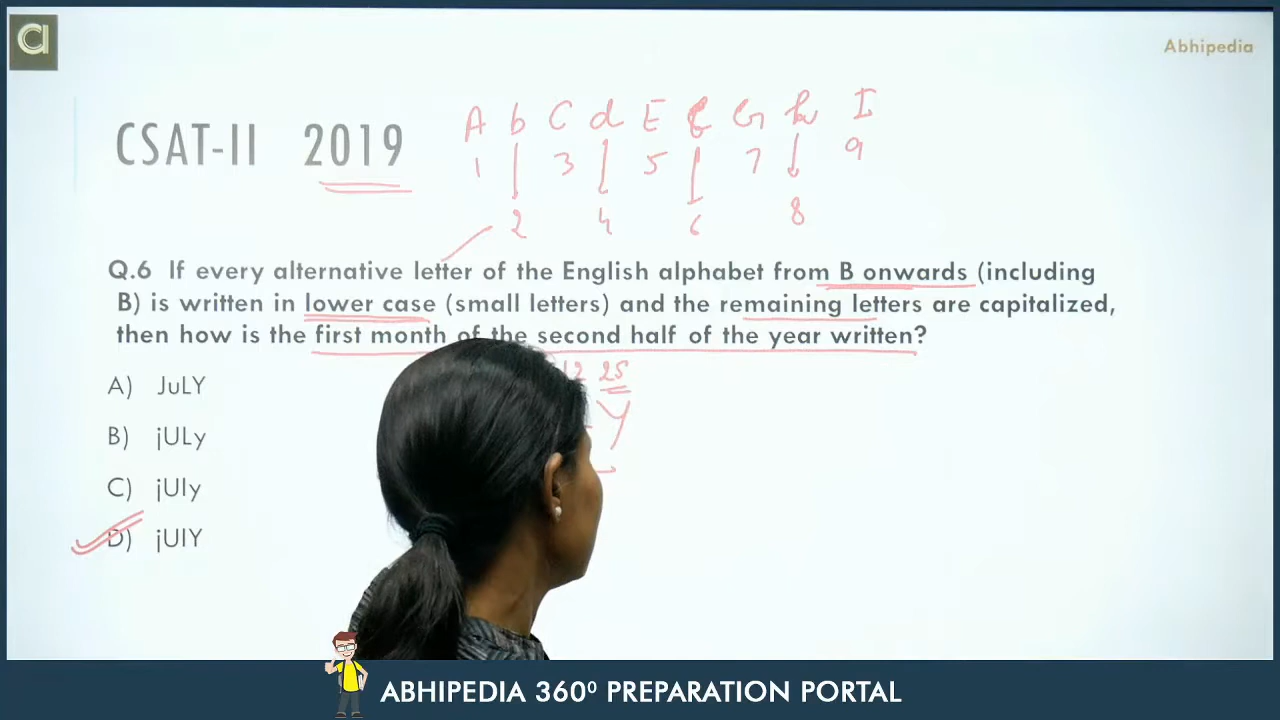 a
Abhipedia
A b C d E f G h I
CSAT-II 2019
1 3 5 7 9
2 4 6 8
Q.6 If every alternative letter of the English alphabet from B onwards (including
B) is written in lower case (small letters) and the remaining letters are capitalized,
then how is the first month of the second half of the year written?
12 25
A) JuLY
Y
B) jULy
C) jUly
D) jUlY
ABHIPEDIA 360⁰ PREPARATION PORTAL